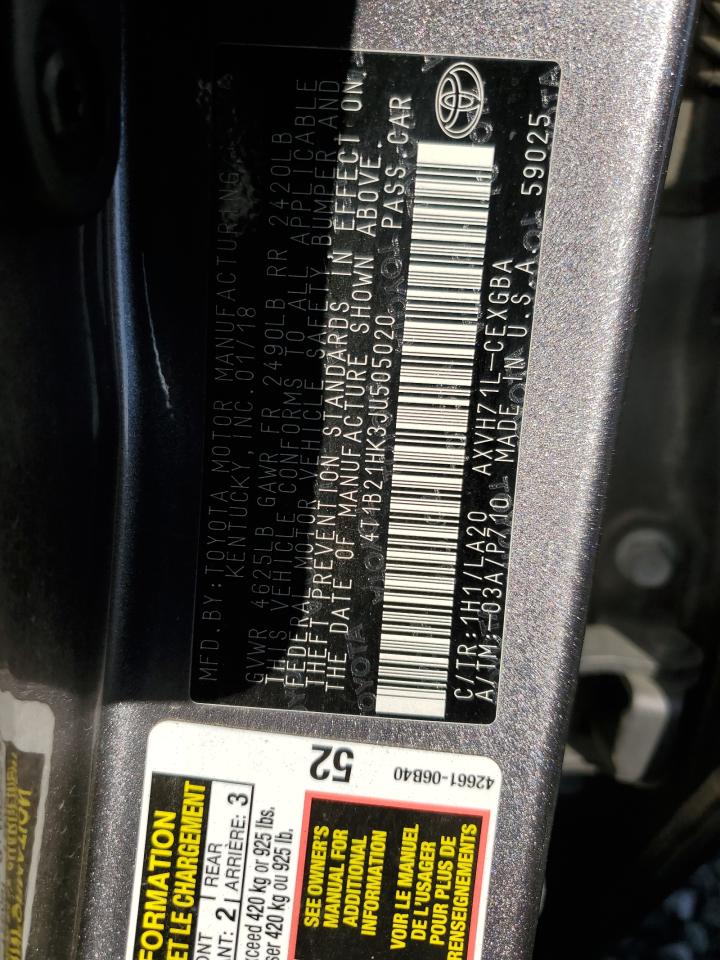 MFD. BY: TOYOTA MOTOR MANUFACTURING,
KENTUCKY, INC. 01/18
GVWR 4625LB GAWR FR 2490LB RR 2420LB
THIS VEHICLE CONFORMS TO ALL APPLICABLE
FEDERAL MOTOR VEHICLE SAFETY, BUMPER, AND
THEFT PREVENTION STANDARDS IN EFFECT ON
THE DATE OF MANUFACTURE SHOWN ABOVE.
4T1B21HK3JU505020 PASS. CAR
C/TR: 1H1/LA20 AXVH71L-CEXGBA
A/TM: -03A/P710 MADE IN U.S.A. 59025
52
42661-06B40
FORMATION
ET LE CHARGEMENT
REAR
ANT: 2 ARRIÈRE: 3
xceed 420 kg or 925 lbs.
ser 420 kg ou 925 lb.
SEE OWNER'S
MANUAL FOR
ADDITIONAL
INFORMATION
VOIR LE MANUEL
DE L'USAGER
POUR PLUS DE
RENSEIGNEMENTS